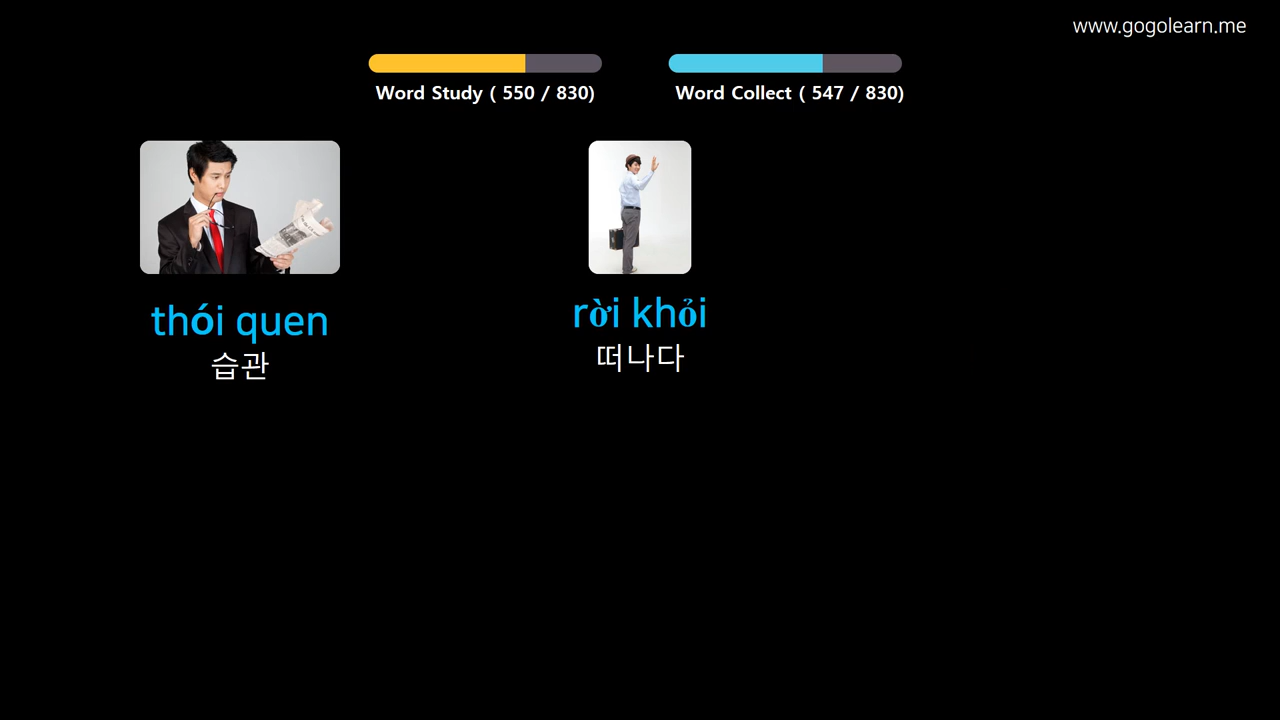 www.gogolearn.me
Word Study ( 550 / 830)
Word Collect ( 547 / 830)
thói quen
습관
rời khỏi
떠나다